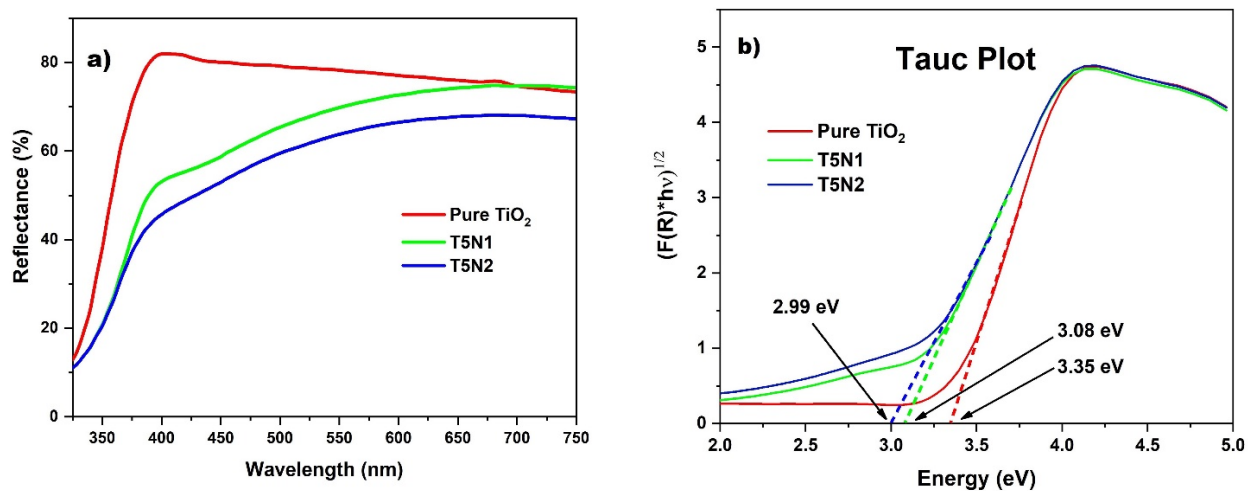 a)
Reflectance (%)
80
60
40
20
0
Pure TiO₂
T5N1
T5N2
350 400 450 500 550 600 650 700 750
Wavelength (nm)
b)
Tauc Plot
(F(R)*hν)^1/2
5
4
3
2
1
0
Pure TiO₂
T5N1
T5N2
2.99 eV
3.08 eV
3.35 eV
2.0 2.5 3.0 3.5 4.0 4.5 5.0
Energy (eV)